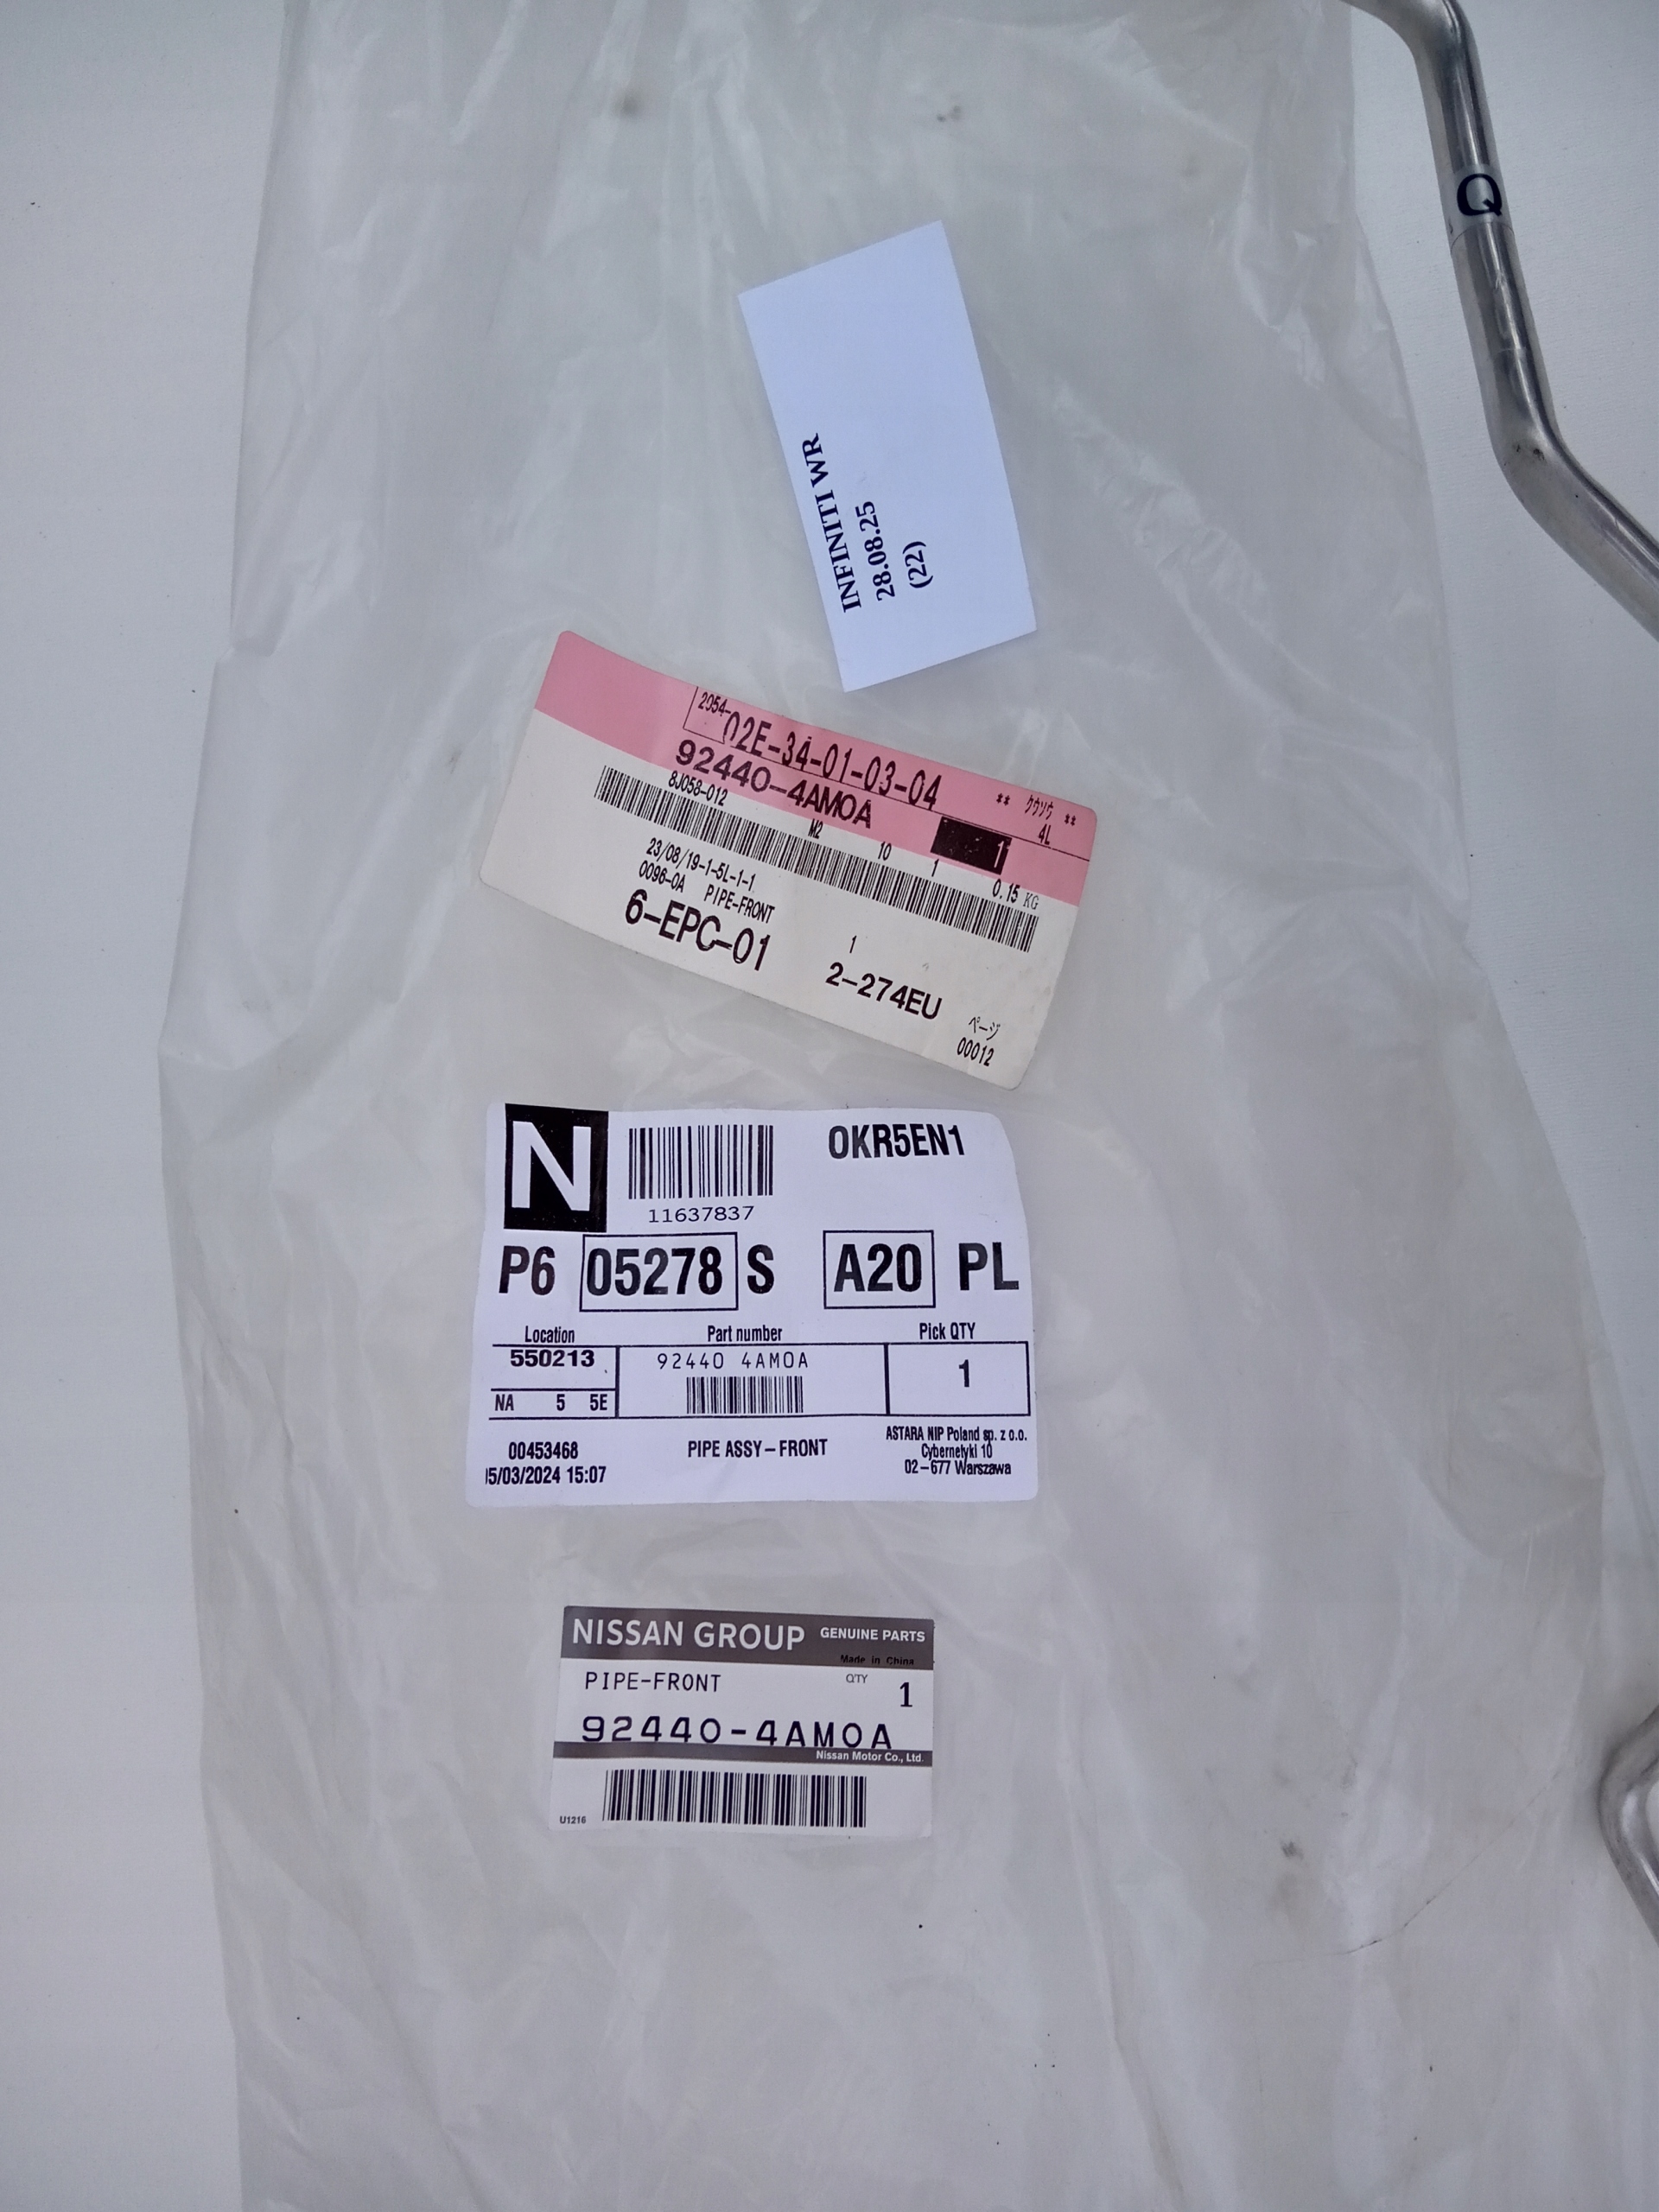 Q
INFINITI WR
28.08.25
(22)
2054-
02E-34-01-03-04
** クウソウ **
92440-4AM0A
1
4L
8J058-012
M2
10
1
0.15 KG
23/08/19-1-5L-1-1
0096-0A PIPE-FRONT
6-EPC-01
1
2-274EU
ページ
00012
N
11637837
OKR5EN1
P6 05278 S A20 PL
Location Part number Pick QTY
550213 92440 4AM0A 1
NA 5 5E
00453468 PIPE ASSY-FRONT ASTARA NIP Poland sp. z o.o.
Cybernetyki 10
5/03/2024 15:07 02-677 Warszawa
NISSAN GROUP GENUINE PARTS
Made in China
PIPE-FRONT QTY 1
92440-4AM0A
Nissan Motor Co., Ltd.
U1216